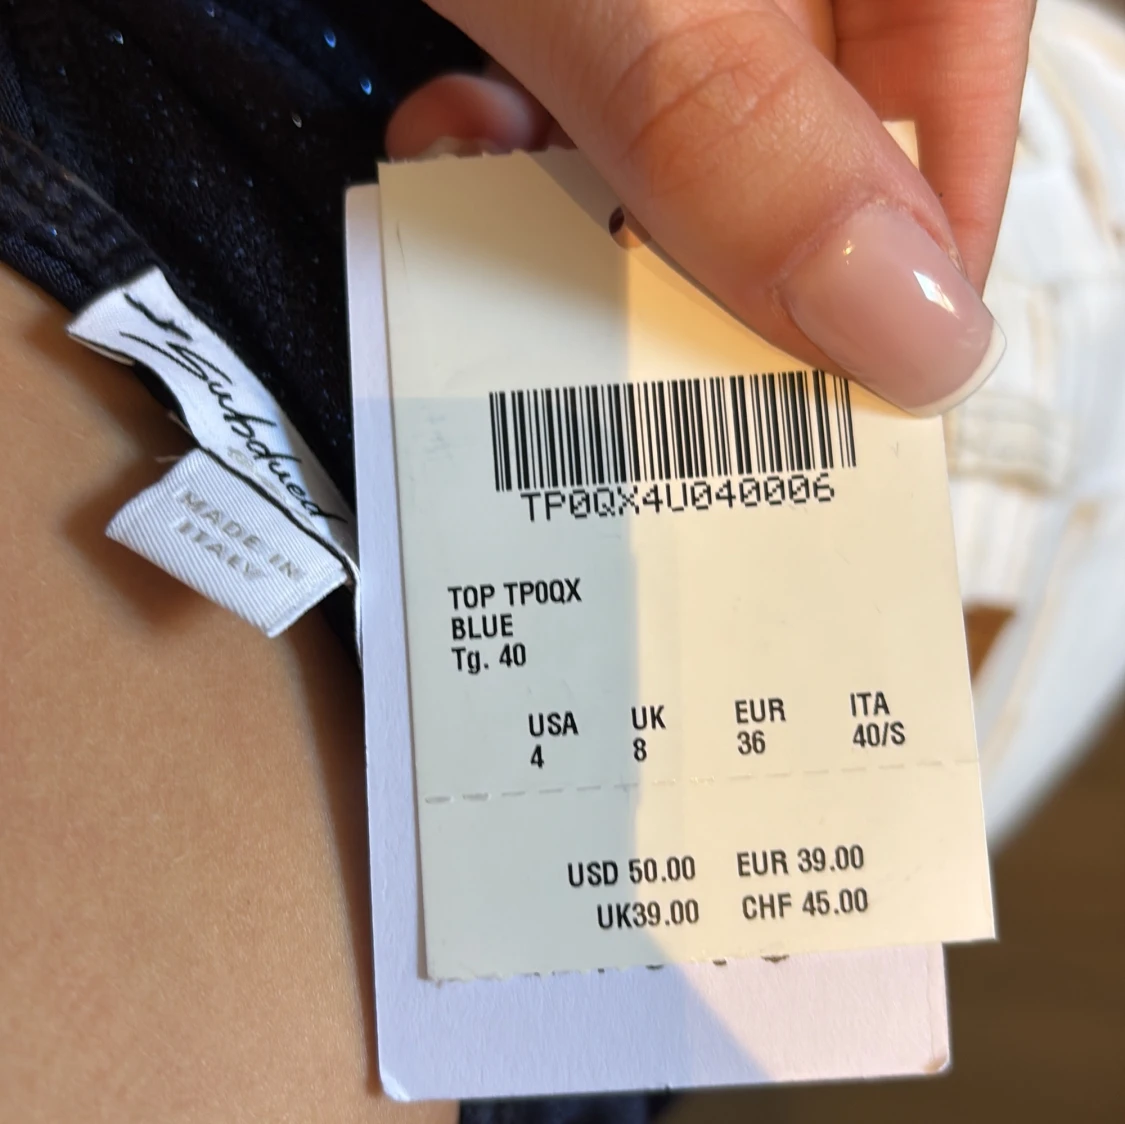 Subdued
MADE IN
ITALY
TP0QX4U040006
TOP TP0QX
BLUE
Tg. 40
USA UK EUR ITA
4 8 36 40/S
USD 50.00 EUR 39.00
UK39.00 CHF 45.00